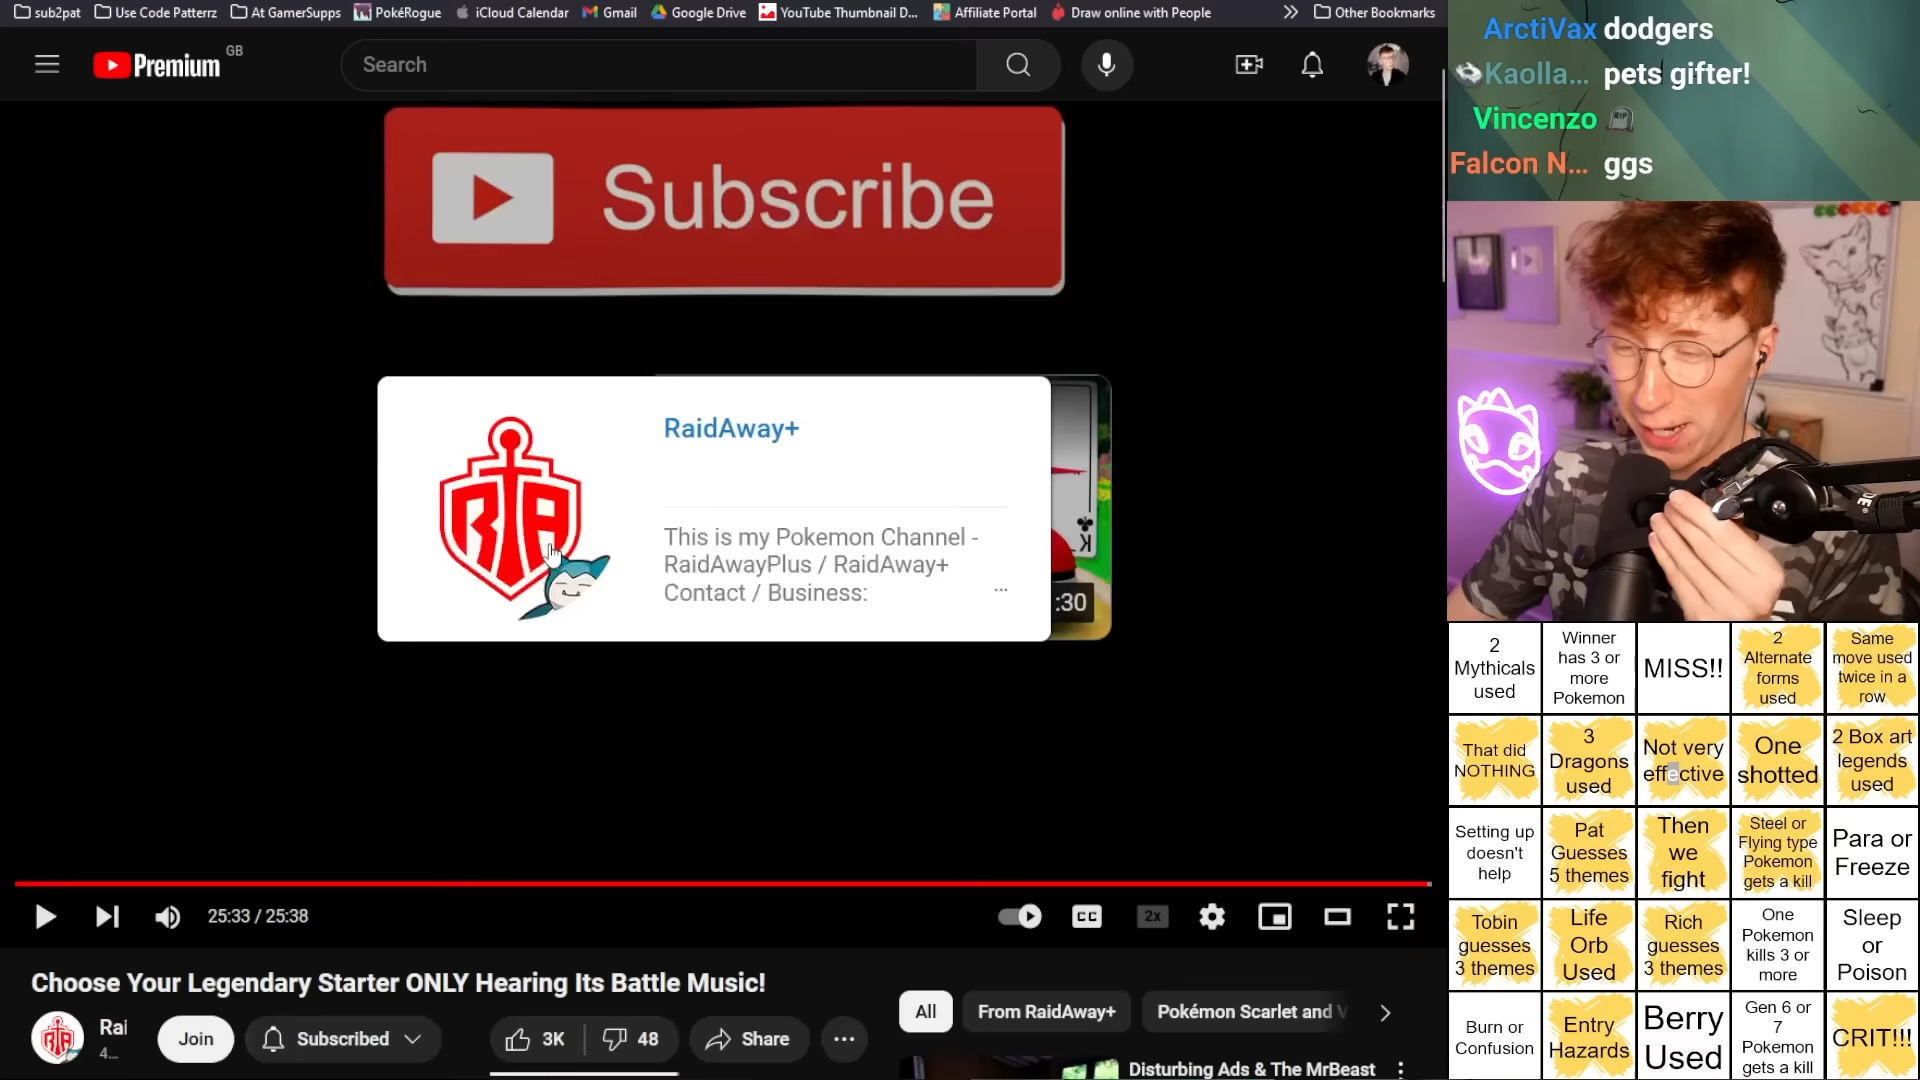 sub2pat
Use Code Patterrz
At GamerSupps
PokéRogue
iCloud Calendar
Gmail
Google Drive
YouTube Thumbnail D...
Affiliate Portal
Draw online with People
Other Bookmarks
Premium
GB
Search
Subscribe
RaidAway+
This is my Pokemon Channel -
RaidAwayPlus / RaidAway+
Contact / Business:
...
RA
K
:30
CC
2x
25:33 / 25:38
Choose Your Legendary Starter ONLY Hearing Its Battle Music!
Rai
4...
Join
Subscribed
3K
48
Share
All
From RaidAway+
Pokémon Scarlet and V
Disturbing Ads & The MrBeast
ArctiVax dodgers
Kaolla... pets gifter!
Vincenzo
RIP
Falcon N... ggs
2
Mythicals
used
Winner
has 3 or
more
Pokemon
MISS!!
2
Alternate
forms
used
Same
move used
twice in a
row
That did
NOTHING
3
Dragons
used
Not very
effective
One
shotted
2 Box art
legends
used
Setting up
doesn't
help
Pat
Guesses
5 themes
Then
we
fight
Steel or
Flying type
Pokemon
gets a kill
Para or
Freeze
Tobin
guesses
3 themes
Life
Orb
Used
Rich
guesses
3 themes
One
Pokemon
kills 3 or
more
Sleep
or
Poison
Burn or
Confusion
Entry
Hazards
Berry
Used
Gen 6 or
7
Pokemon
gets a kill
CRIT!!!